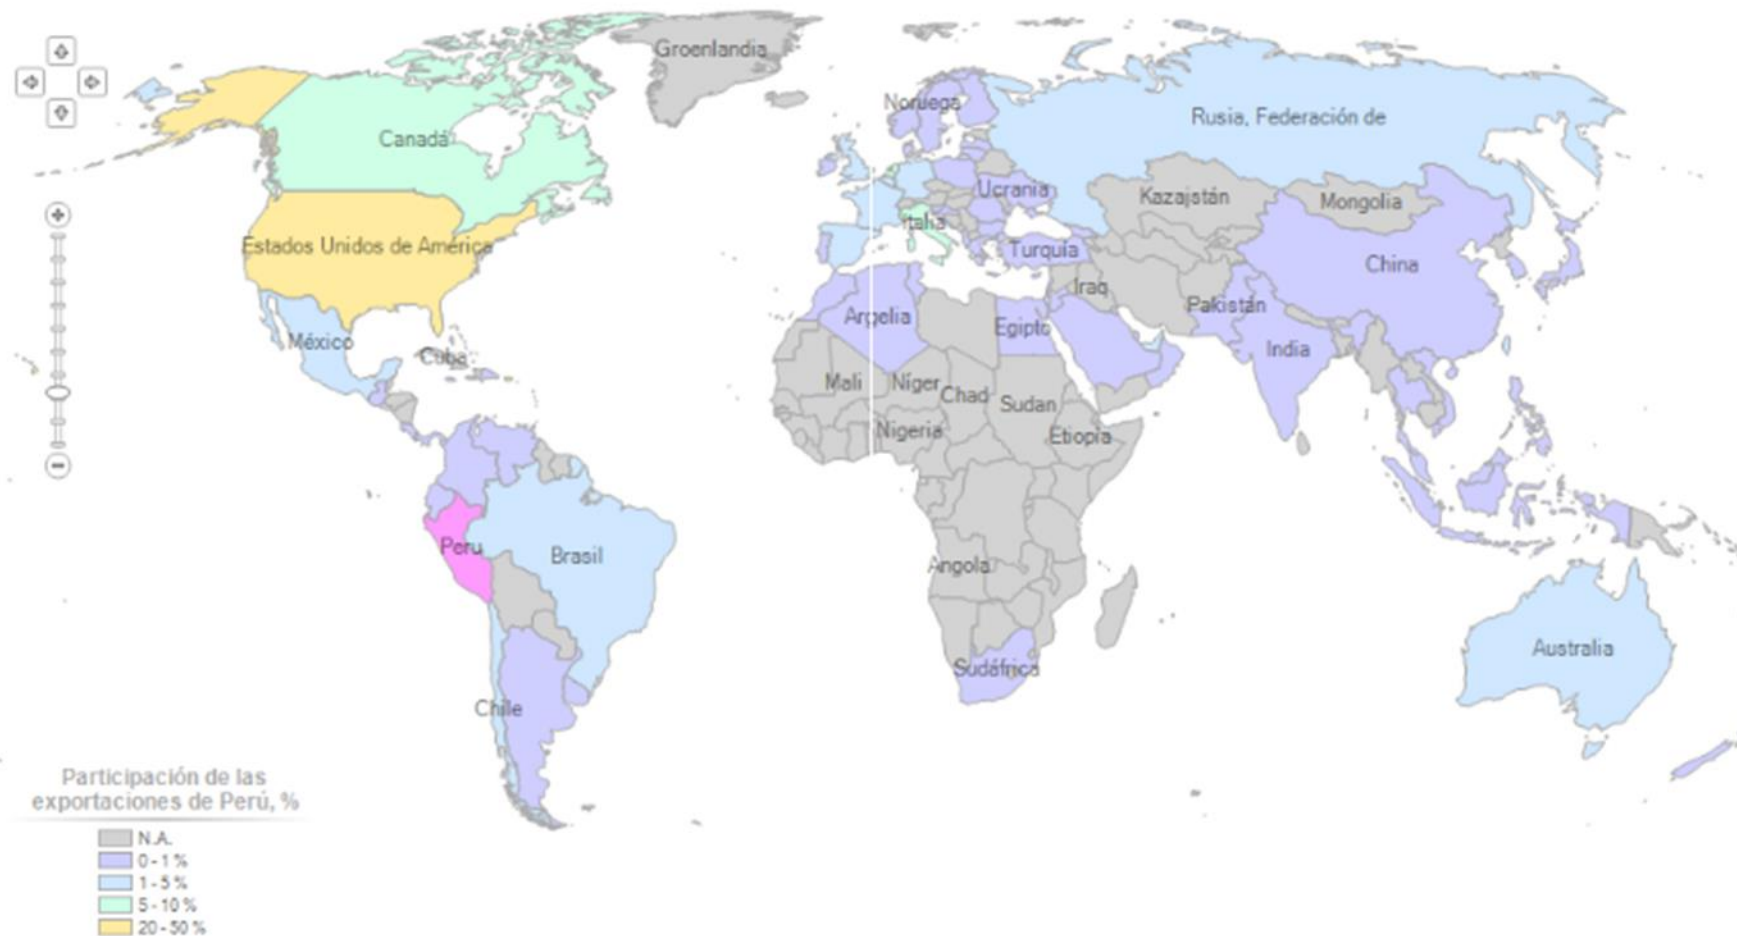 Groenlandia
Noruega
Rusia, Federación de
Canadá
Ucrania
Kazajstán
Mongolia
Italia
Estados Unidos de América
Turquía
China
Iraq
Pakistán
Argelia
Egipto
México
India
Cuba
Mali
Níger
Chad
Sudan
Nigeria
Etiopía
Peru
Brasil
Angola
Australia
Sudáfrica
Chile
Participación de las
exportaciones de Perú, %
N.A.
0 - 1 %
1 - 5 %
5 - 10 %
20 - 50 %